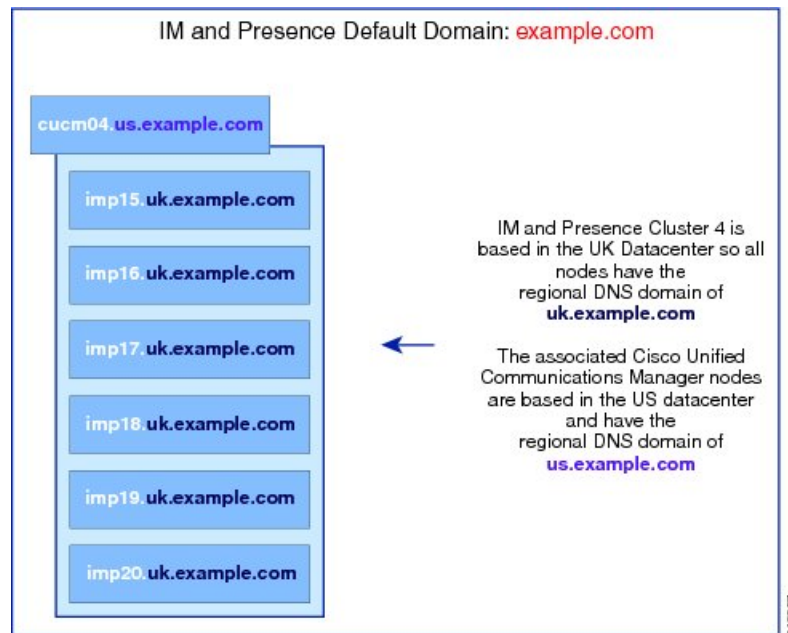 IM and Presence Default Domain: example.com
cucm04.us.example.com
imp15.uk.example.com
imp16.uk.example.com
imp17.uk.example.com
imp18.uk.example.com
imp19.uk.example.com
imp20.uk.example.com
IM and Presence Cluster 4 is
based in the UK Datacenter so all
nodes have the
regional DNS domain of
uk.example.com
The associated Cisco Unified
Communications Manager nodes
are based in the US datacenter
and have the
regional DNS domain of
us.example.com